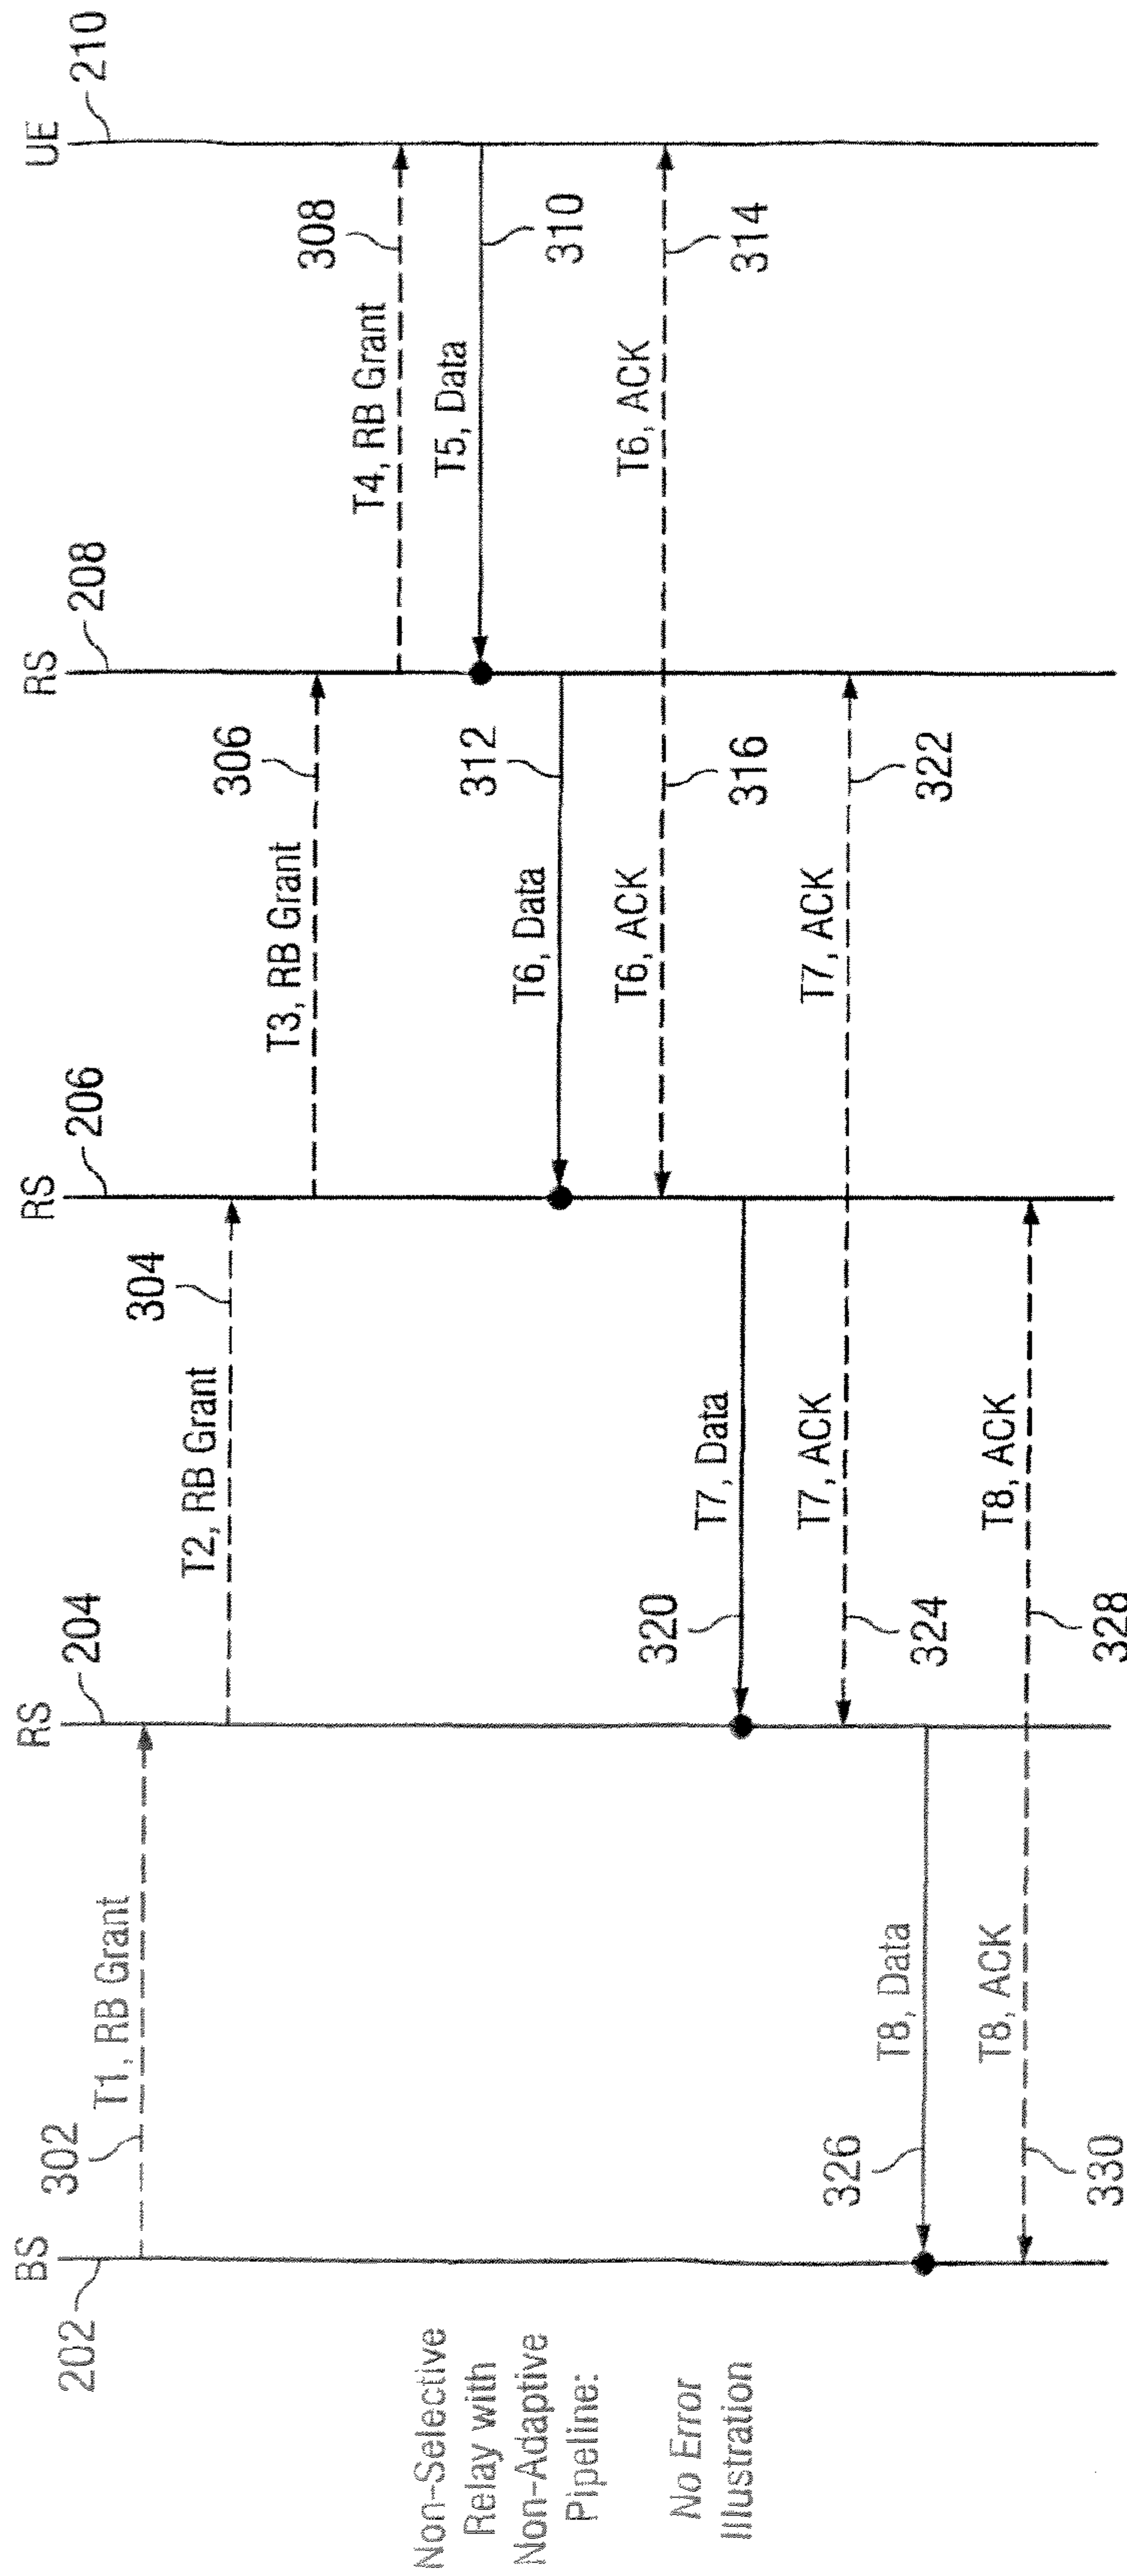 BS
RS
RS
RS
UE
202
204
206
208
210
302
T1, RB Grant
T2, RB Grant
304
T3, RB Grant
306
T4, RB Grant
308
T5, Data
310
T6, Data
312
T6, ACK
316
T6, ACK
314
320
T7, Data
324
T7, ACK
T7, ACK
322
326
T8, Data
330
T8, ACK
328
T8, ACK
Non-Selective
Relay with
Non-Adaptive
Pipeline:
No Error
Illustration